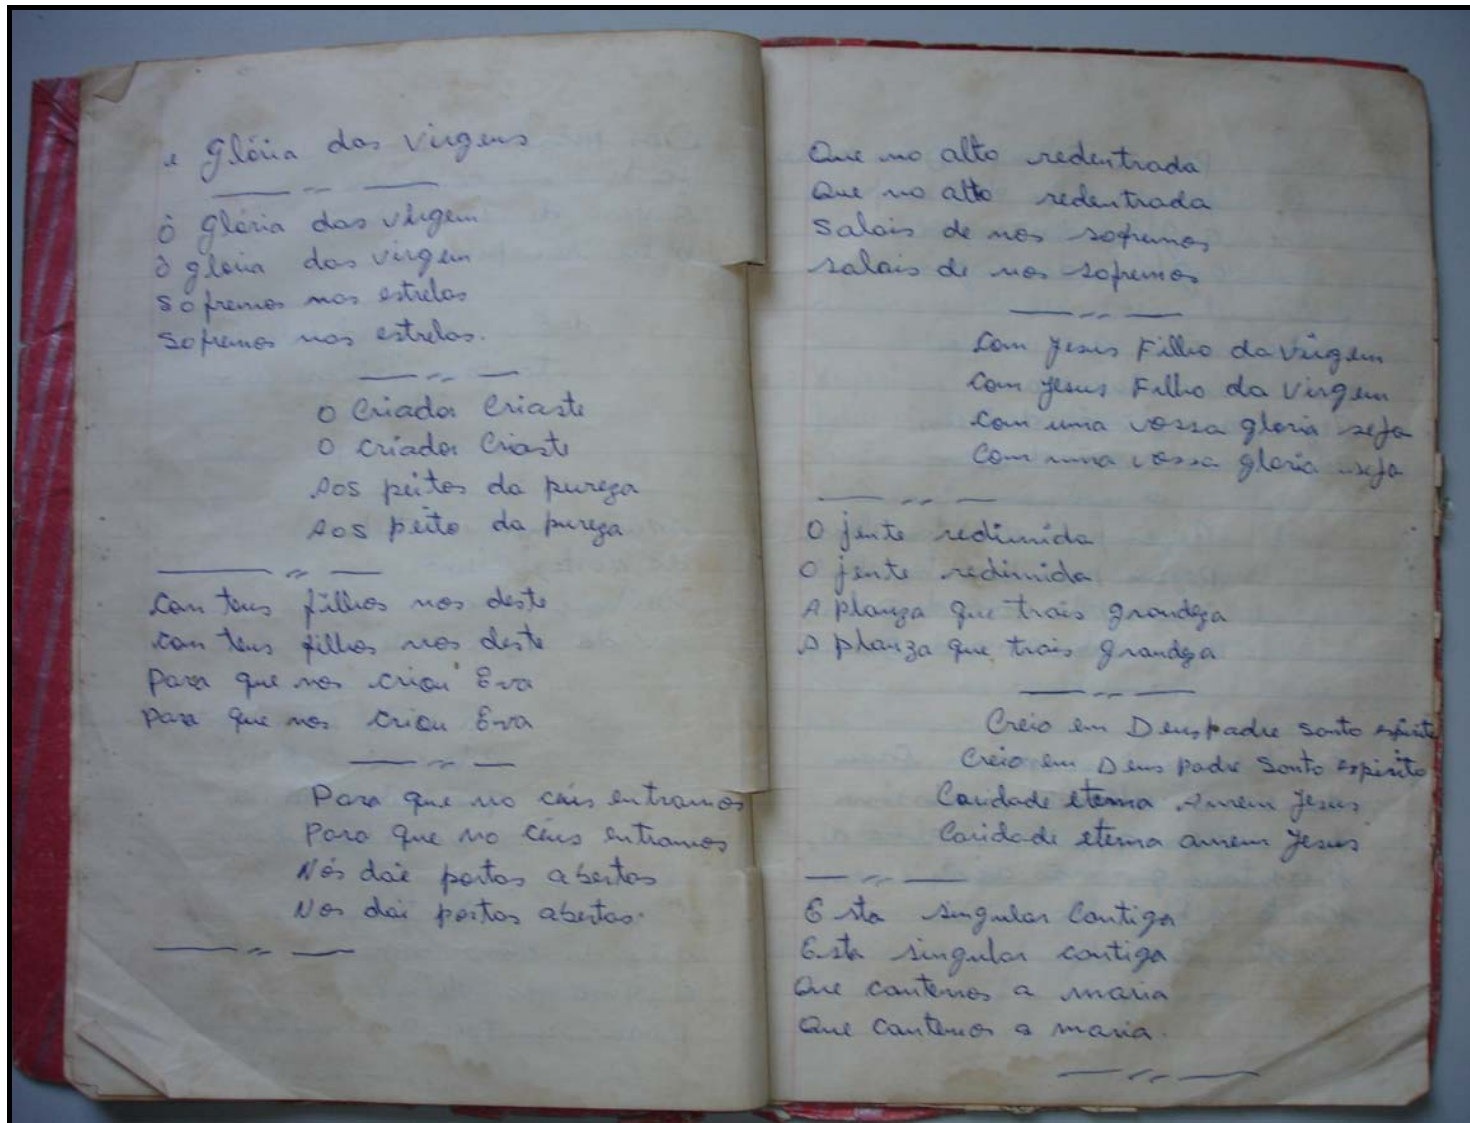 Glória das Virgens
ô glória das virgem
ô gloria das virgem
Sofremos nas estrelas
Sofremos nas estrelas.
O Criador Criaste
O Criador Criaste
Aos peitos da pureza
Aos peito da pureza
Com teus filhos nos deste
Com teus filhos nos deste
Para que nos criou Eva
Para que nos criou Eva
Para que no céus entramos
Para que no céus entramos
Nós dai portas abertas
Nos dai portas abertas.
Que no alto redentrada
Que no alto redentrada
Salais de nos sofremos
Salais de nos sofremos
Com Jesus Filho da Virgem
Com Jesus Filho da Virgem
Com uma vossa gloria seja
Com uma vossa gloria seja
O jente redimida
O jente redimida
A planza que trais grandeza
A planza que trais grandeza
Creio em Deus padre Santo espirito
Creio em Deus padre Santo espirito
Caridade eterna Amem Jesus
Caridade eterna amem Jesus
Esta singular Cantiga
Esta singular cantiga
Que cantemos a maria
Que cantemos a maria.